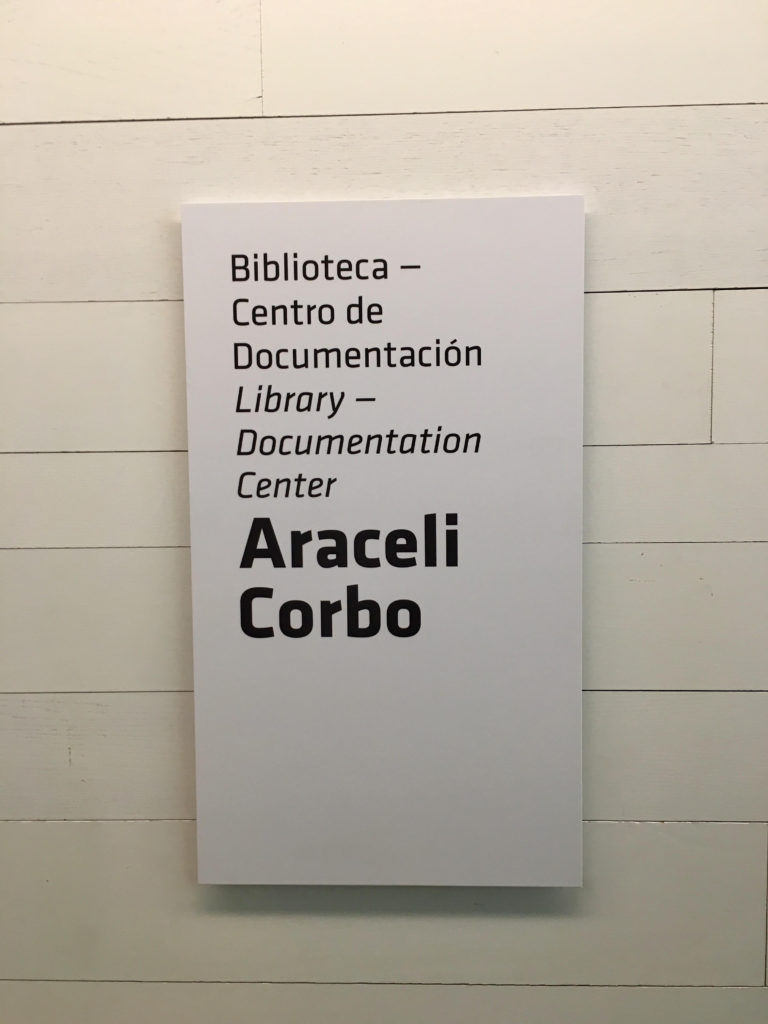 Biblioteca –
Centro de
Documentación
Library –
Documentation
Center
Araceli
Corbo